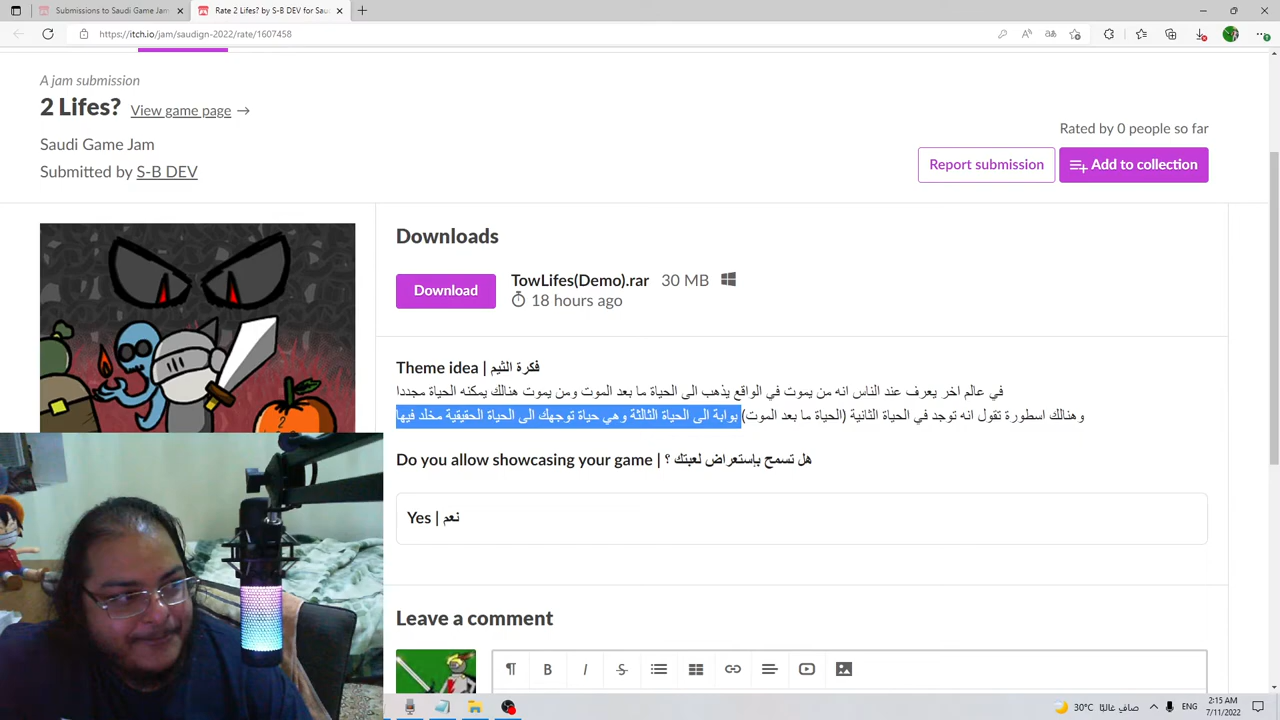 Submissions to Saudi Game Jam
Rate 2 Lifes? by S-B DEV for Sau
https://itch.io/jam/saudign-2022/rate/1607458
A jam submission
2 Lifes? View game page →
Saudi Game Jam
Submitted by S-B DEV
Rated by 0 people so far
Report submission
Add to collection
Downloads
Download
TowLifes(Demo).rar 30 MB
18 hours ago
Theme idea | فكرة الثيم
في عالم اخر يعرف عند الناس انه من يموت في الواقع يذهب الى الحياة ما بعد الموت ومن يموت هنالك يمكنه الحياة مجددا
وهنالك اسطورة تقول انه توجد في الحياة الثانية (الحياة ما بعد الموت) بوابة الى الحياة الثالثة وهي حياة توجهك الى الحياة الحقيقية مخلد فيها
Do you allow showcasing your game | هل تسمح بإستعراض لعبتك ؟
Yes | نعم
Leave a comment
¶ B I S
30°C صافٍ غالبًا ENG
2:15 AM
7/11/2022